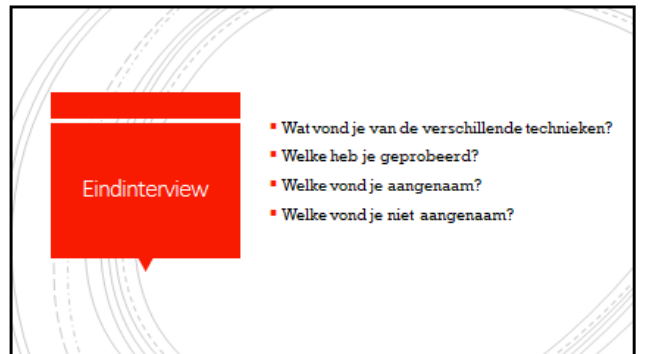 Eindinterview
Wat vond je van de verschillende technieken?
Welke heb je geprobeerd?
Welke vond je aangenaam?
Welke vond je niet aangenaam?